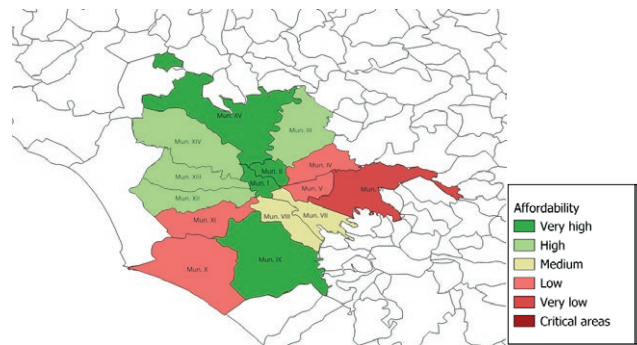 Mun. XV
Mun. III
Mun. XIV
Mun. II
Mun. IV
Mun. XIII
Mun. I
Mun. V
Mun.
Mun. XII
Mun. XI
Mun. VIII
Mun. VII
Mun. IX
Mun. X
Affordability
Very high
High
Medium
Low
Very low
Critical areas